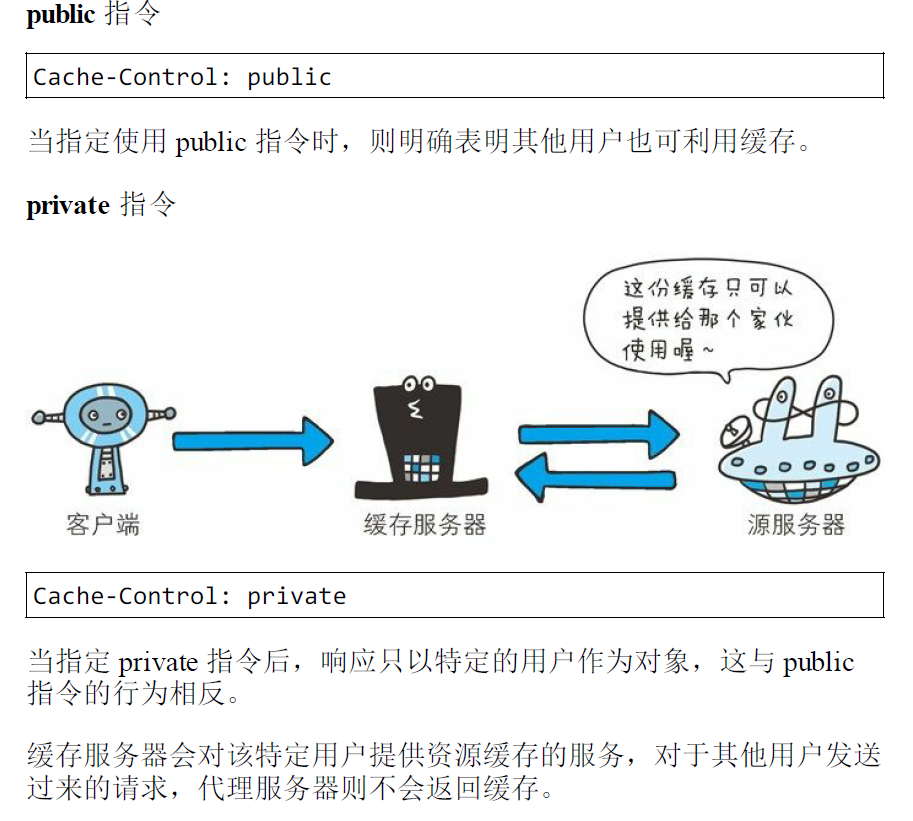 public 指令
Cache-Control: public
当指定使用 public 指令时，则明确表明其他用户也可利用缓存。
private 指令
这份缓存只可以
提供给那个家伙
使用喔～
客户端
缓存服务器
源服务器
Cache-Control: private
当指定 private 指令后，响应只以特定的用户作为对象，这与 public
指令的行为相反。
缓存服务器会对该特定用户提供资源缓存的服务，对于其他用户发送
过来的请求，代理服务器则不会返回缓存。